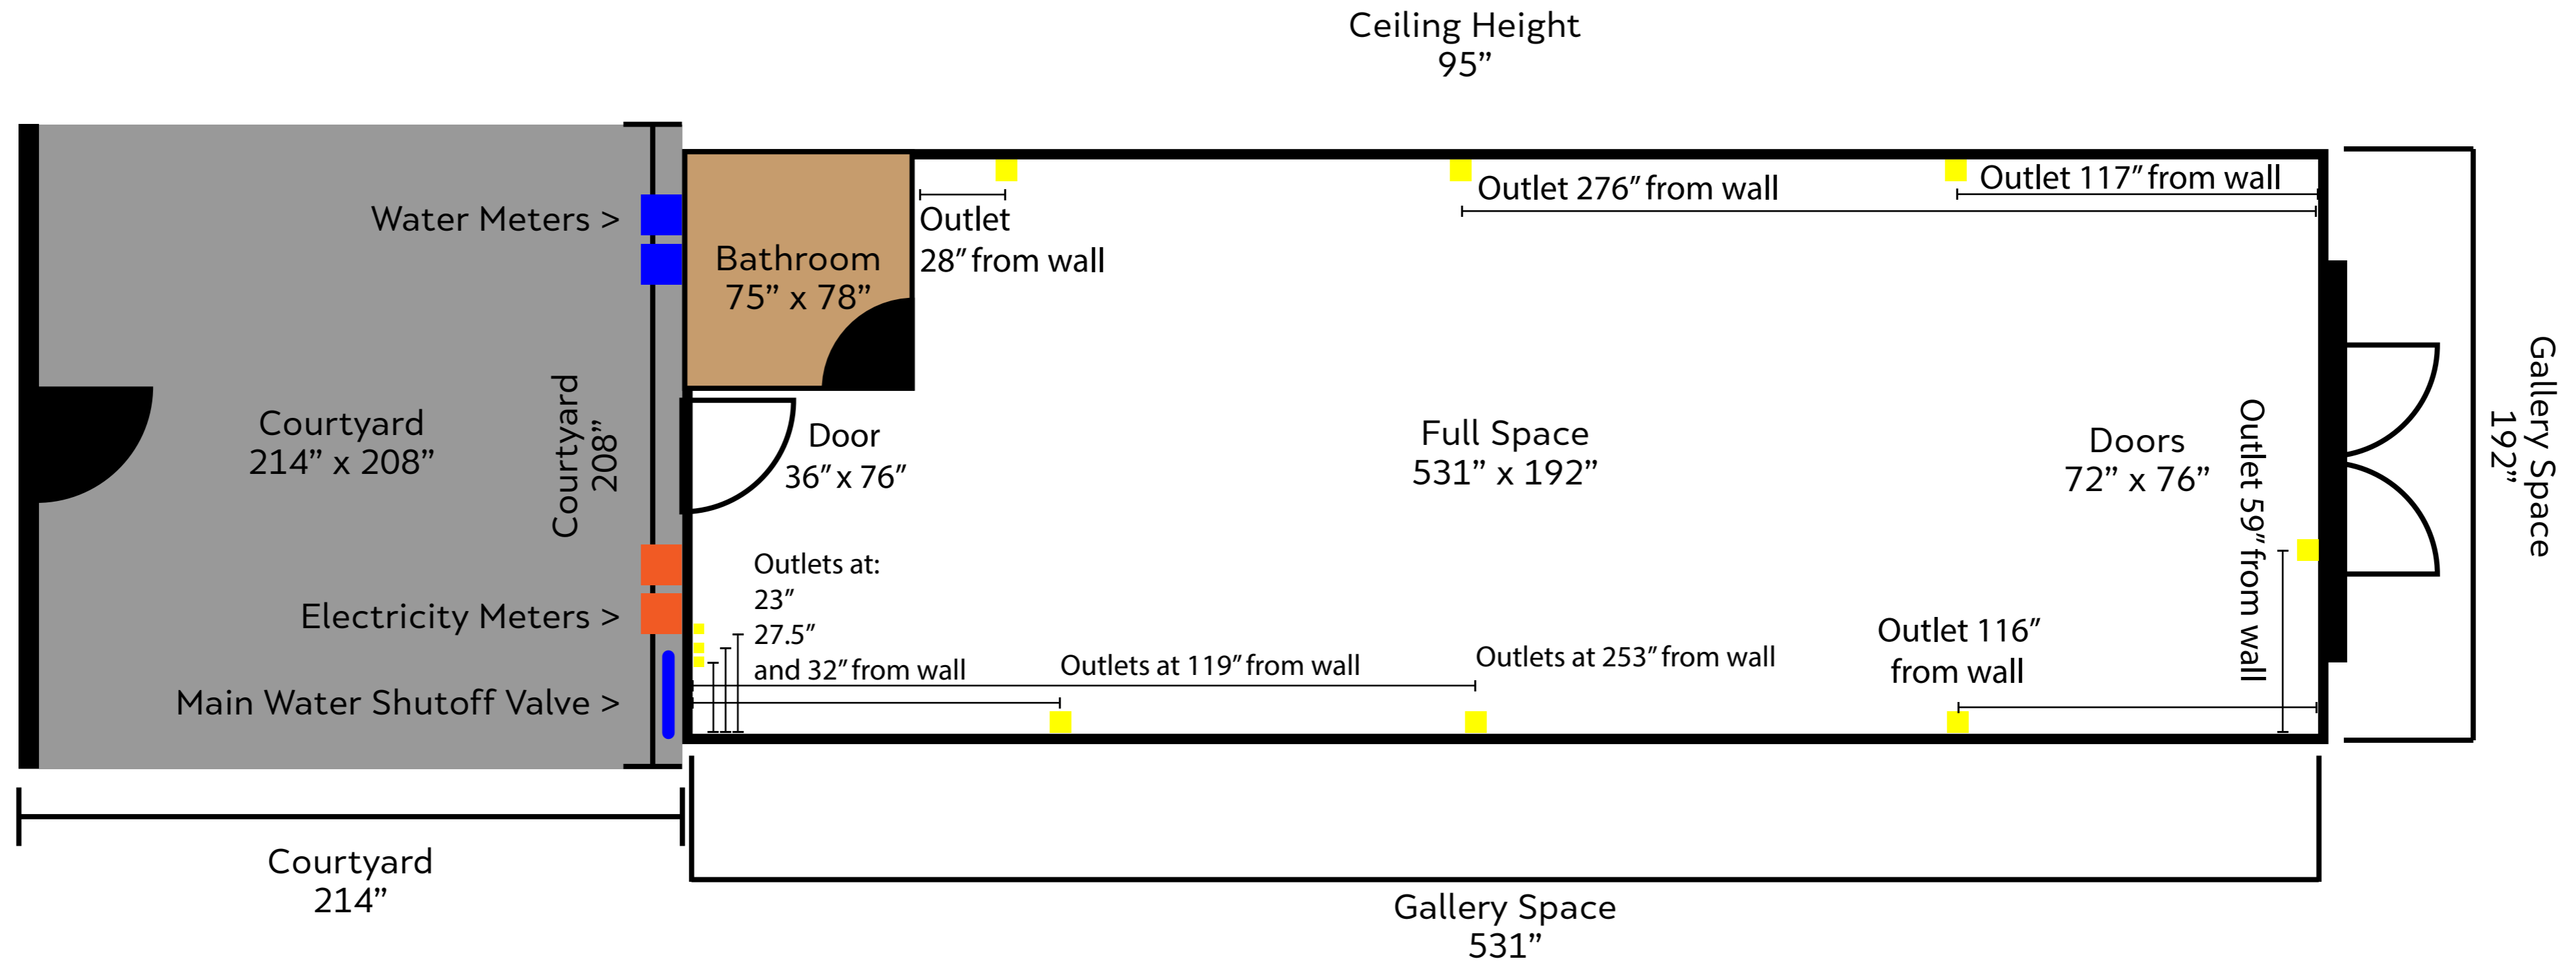 Ceiling Height
95”
Water Meters >
Bathroom
75” x 78”
Outlet
28” from wall
Outlet 276” from wall
Outlet 117” from wall
Courtyard
214” x 208”
Courtyard
208”
Door
36” x 76”
Full Space
531” x 192”
Doors
72” x 76”
Outlet 59” from wall
Gallery Space
192”
Outlets at:
23”
27.5”
and 32” from wall
Electricity Meters >
Outlets at 119” from wall
Outlets at 253” from wall
Outlet 116”
from wall
Main Water Shutoff Valve >
Courtyard
214”
Gallery Space
531”